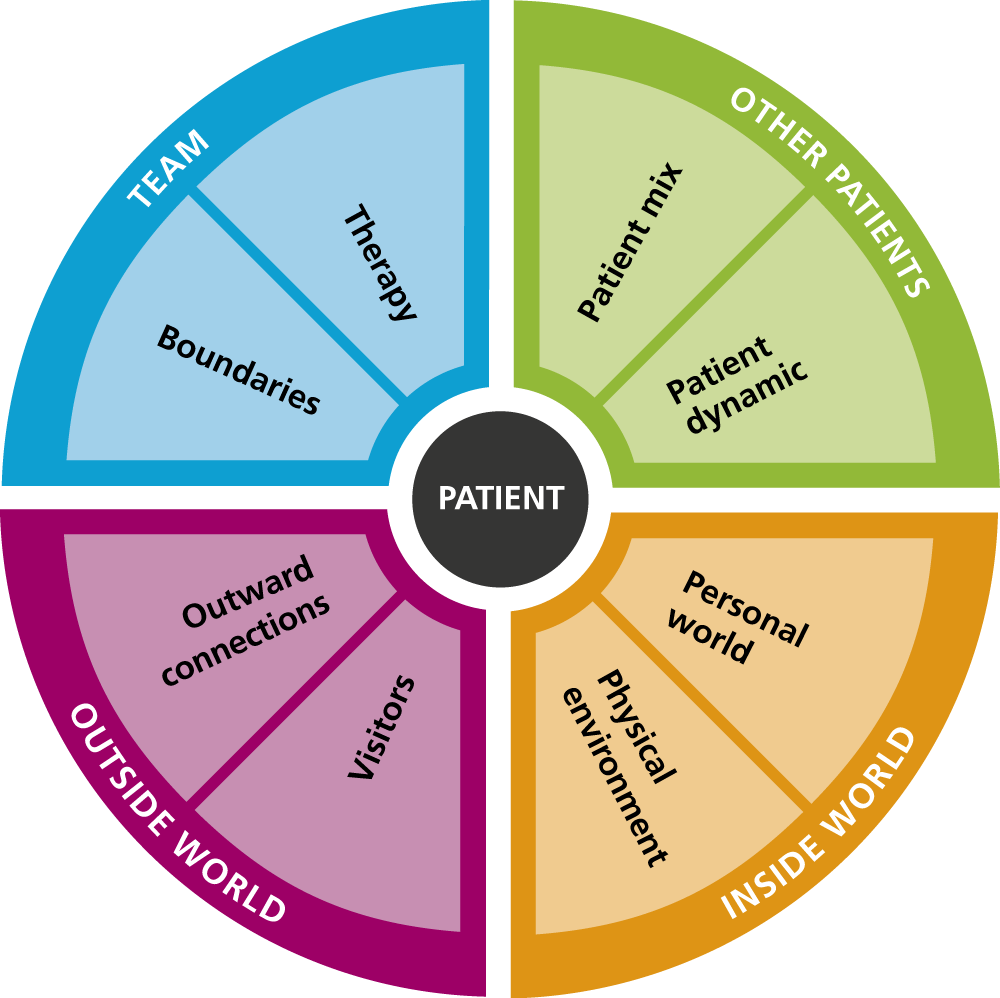 TEAM
Therapy
Boundaries
OTHER PATIENTS
Patient mix
Patient
dynamic
PATIENT
Outward
connections
Visitors
OUTSIDE WORLD
Personal
world
Physical
environment
INSIDE WORLD